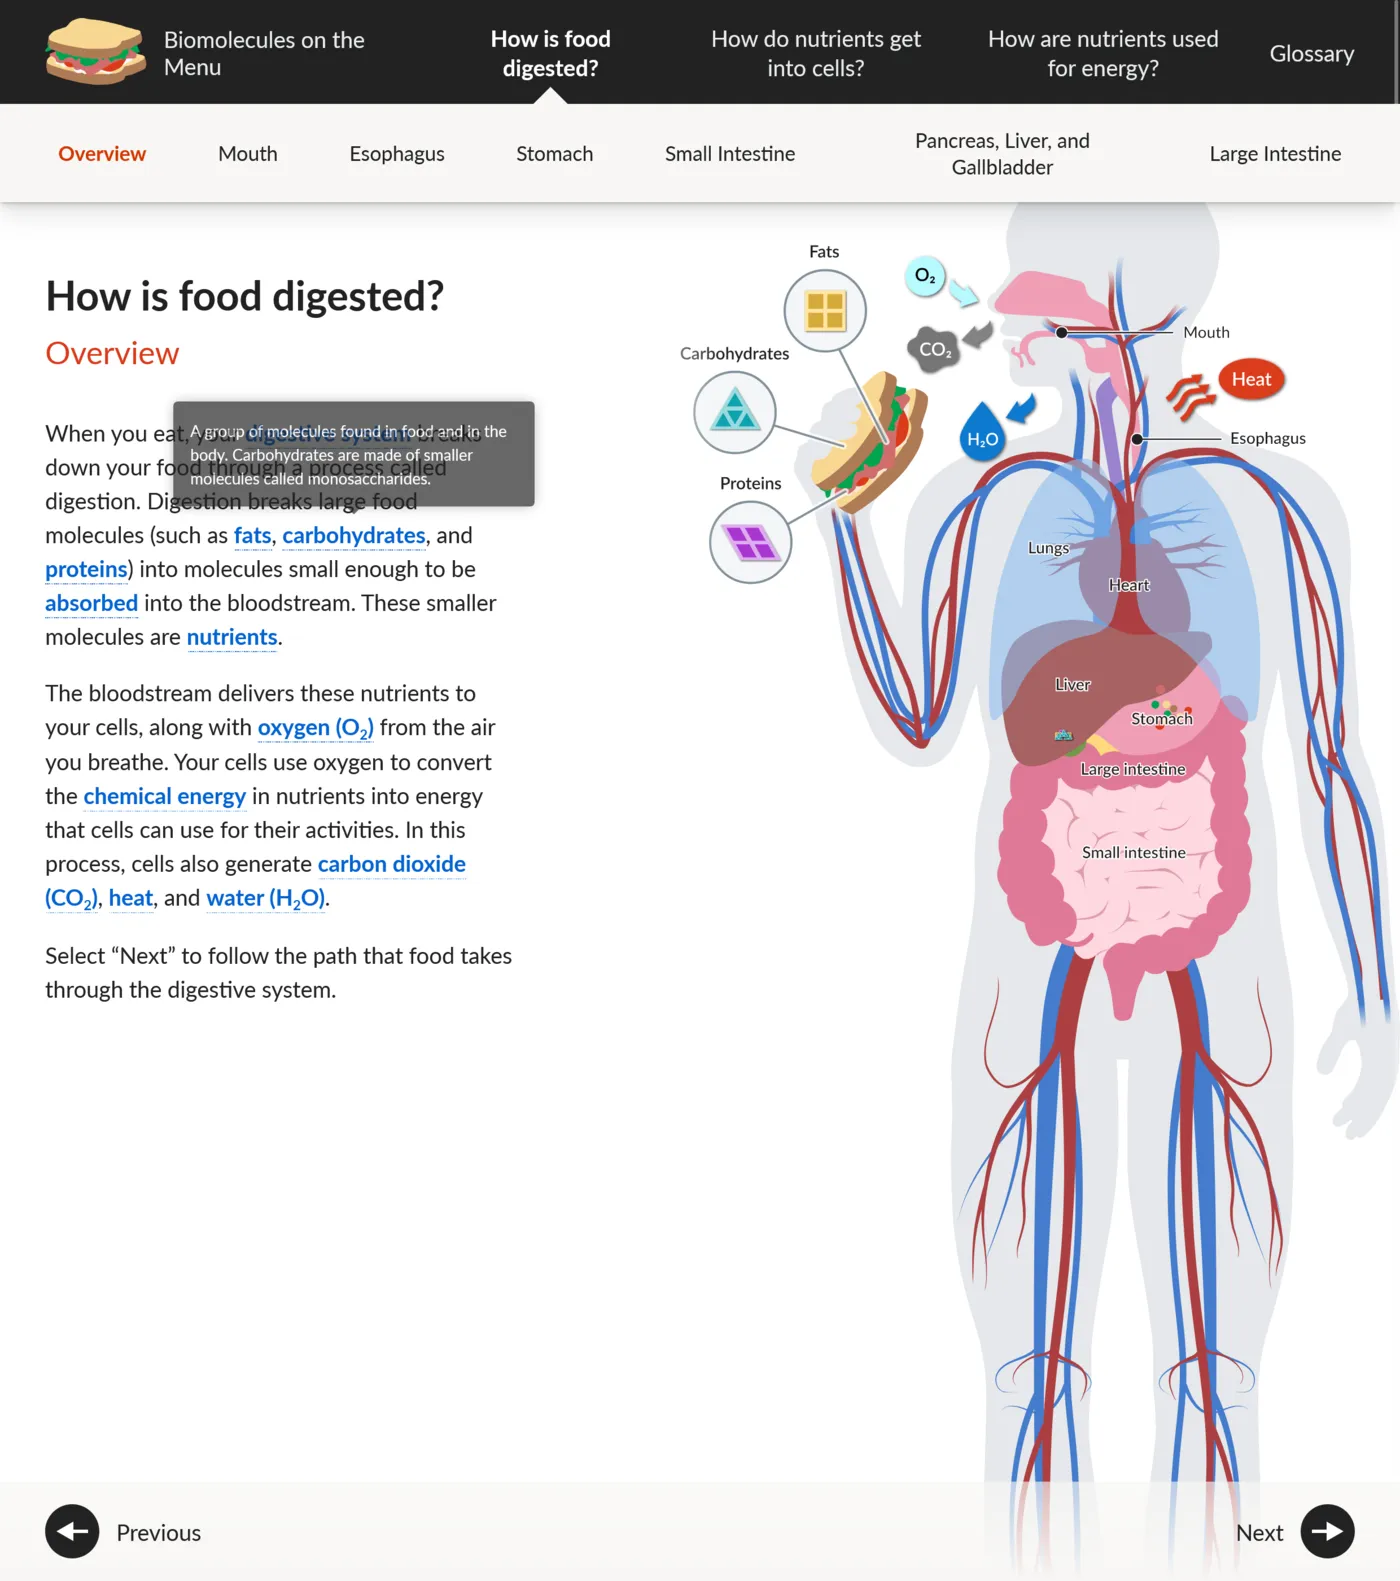 Biomolecules on the
Menu
How is food
digested?
How do nutrients get
into cells?
How are nutrients used
for energy?
Glossary
Overview
Mouth
Esophagus
Stomach
Small Intestine
Pancreas, Liver, and
Gallbladder
Large Intestine
How is food digested?
Overview
When you eat, your digestive system breaks
down your food through a process called
digestion. Digestion breaks large food
molecules (such as fats, carbohydrates, and
proteins) into molecules small enough to be
absorbed into the bloodstream. These smaller
molecules are nutrients.
A group of molecules found in food and in the
body. Carbohydrates are made of smaller
molecules called monosaccharides.
The bloodstream delivers these nutrients to
your cells, along with oxygen (O₂) from the air
you breathe. Your cells use oxygen to convert
the chemical energy in nutrients into energy
that cells can use for their activities. In this
process, cells also generate carbon dioxide
(CO₂), heat, and water (H₂O).
Select “Next” to follow the path that food takes
through the digestive system.
Fats
Carbohydrates
Proteins
O₂
CO₂
H₂O
Heat
Mouth
Esophagus
Lungs
Heart
Liver
Stomach
Large intestine
Small intestine
Previous
Next